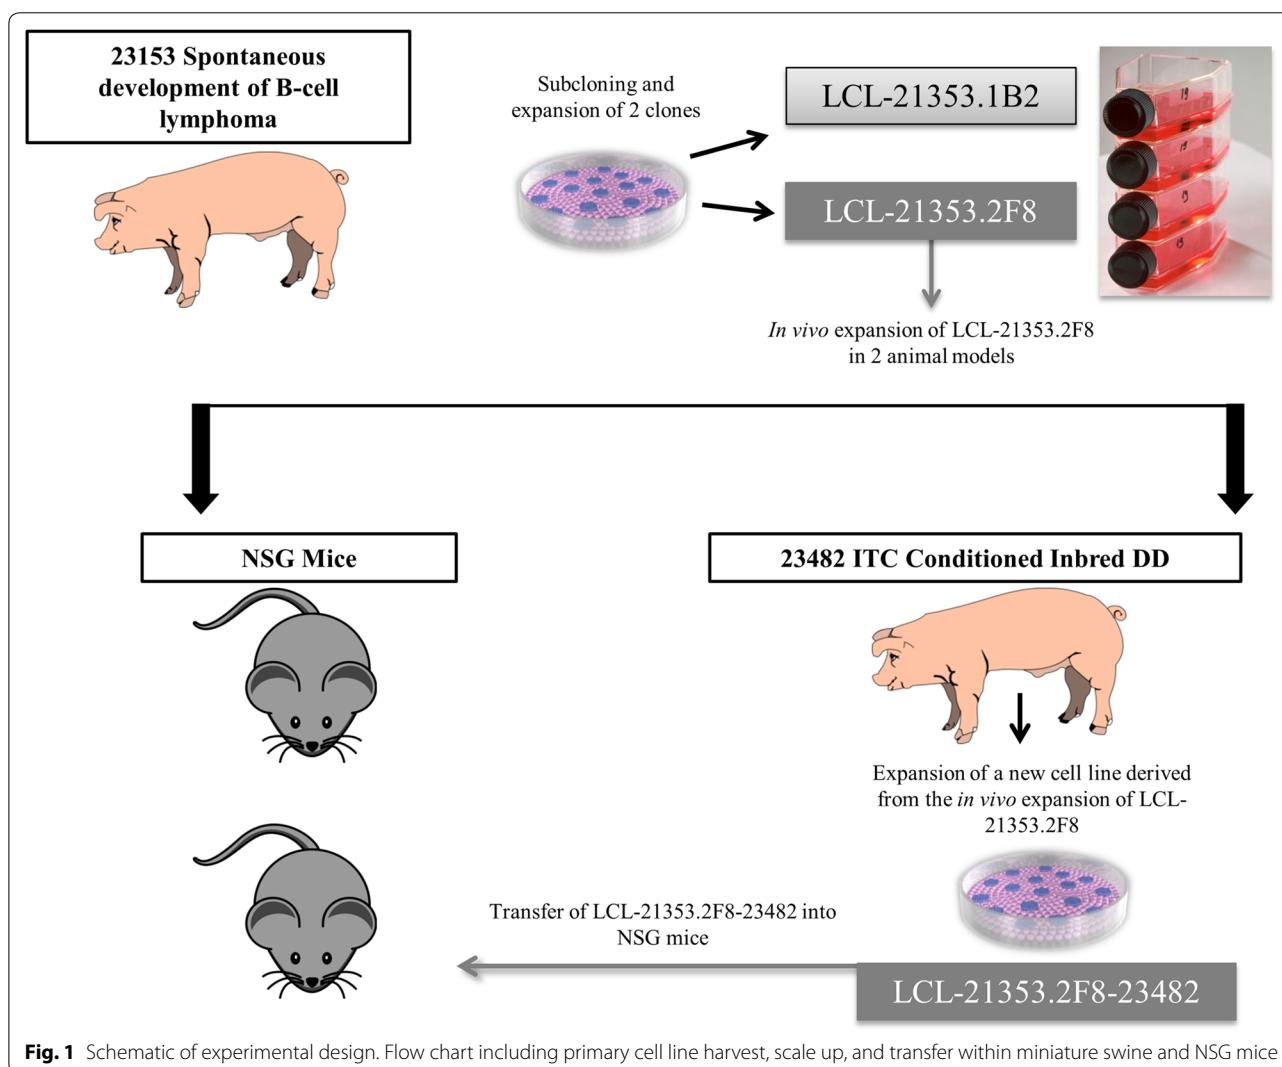 23153 Spontaneous
development of B-cell
lymphoma
Subcloning and
expansion of 2 clones
LCL-21353.1B2
LCL-21353.2F8
In vivo expansion of LCL-21353.2F8
in 2 animal models
NSG Mice
23482 ITC Conditioned Inbred DD
Expansion of a new cell line derived
from the in vivo expansion of LCL-
21353.2F8
Transfer of LCL-21353.2F8-23482 into
NSG mice
LCL-21353.2F8-23482
Fig. 1 Schematic of experimental design. Flow chart including primary cell line harvest, scale up, and transfer within miniature swine and NSG mice